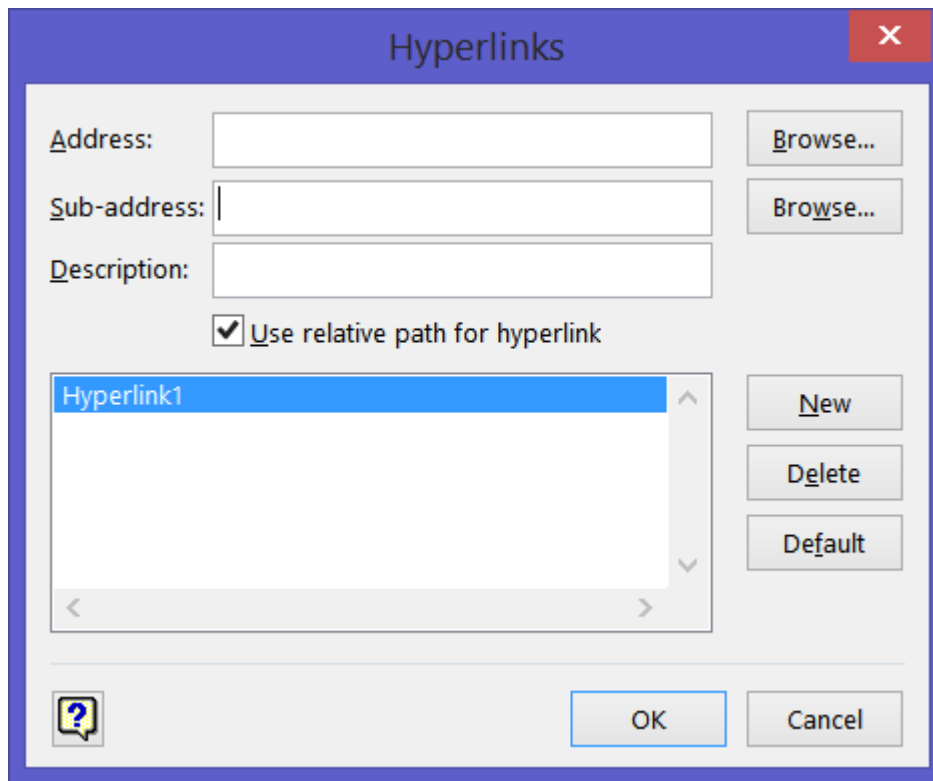 Hyperlinks
Address:
Browse...
Sub-address:
Browse...
Description:
Use relative path for hyperlink
Hyperlink1
New
Delete
Default
?
OK
Cancel